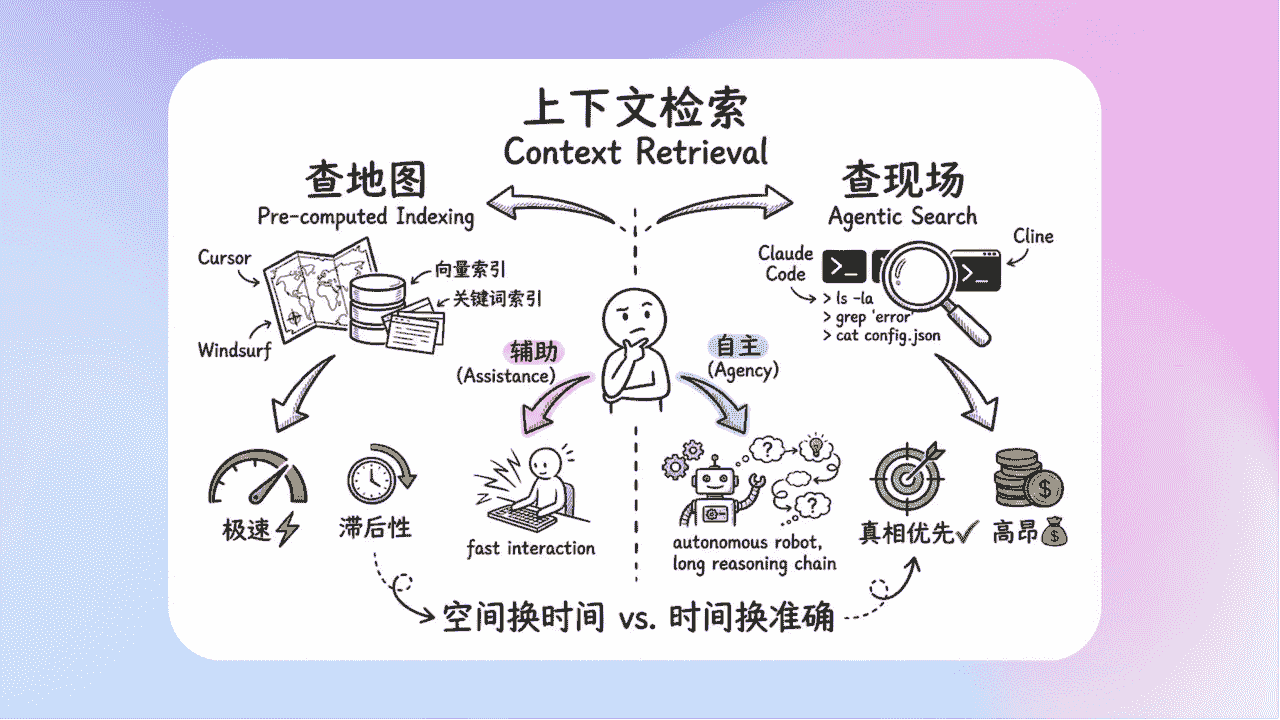 上下文检索
Context Retrieval
查地图
Pre-computed Indexing
Cursor
Windsurf
向量索引
关键词索引
查现场
Agentic Search
Claude
Code
Cline
>_
>_
> ls -la
> grep 'error'
> cat config.json
辅助
(Assistance)
自主
(Agency)
极速
滞后性
fast interaction
?
?
autonomous robot,
long reasoning chain
真相优先
$
$
高昂
空间换时间 vs. 时间换准确